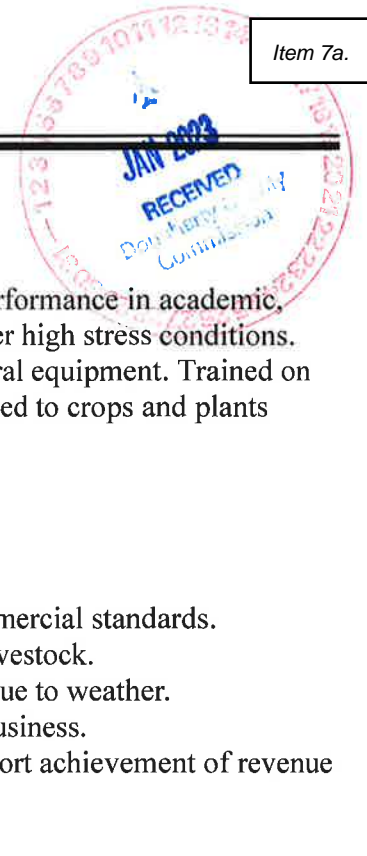 Item 7a.
JAN 2023
RECEIVED
Commission
rformance in academic,
er high stress conditions.
ral equipment. Trained on
ed to crops and plants
mercial standards.
vestock.
ue to weather.
usiness.
ort achievement of revenue